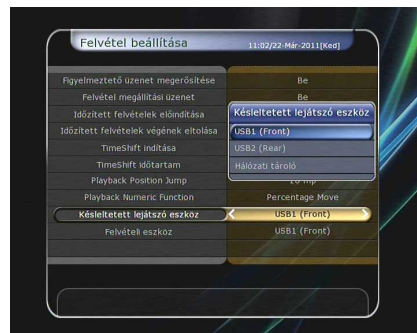 Felvétel beállítása
11:02/22-Már-2011[Ked]
Figyelmeztető üzenet megerősítése Be
Felvétel megállítási üzenet Be
Időzített felvételek előindítása
Időzített felvételek végének eltolása
TimeShift indítása
TimeShift időtartam
Playback Position Jump
Playback Numeric Function Percentage Move
Késleltetett lejátszó eszköz USB1 (Front)
Felvételi eszköz USB1 (Front)
Késleltetett lejátszó eszköz
USB1 (Front)
USB2 (Rear)
Hálózati tároló